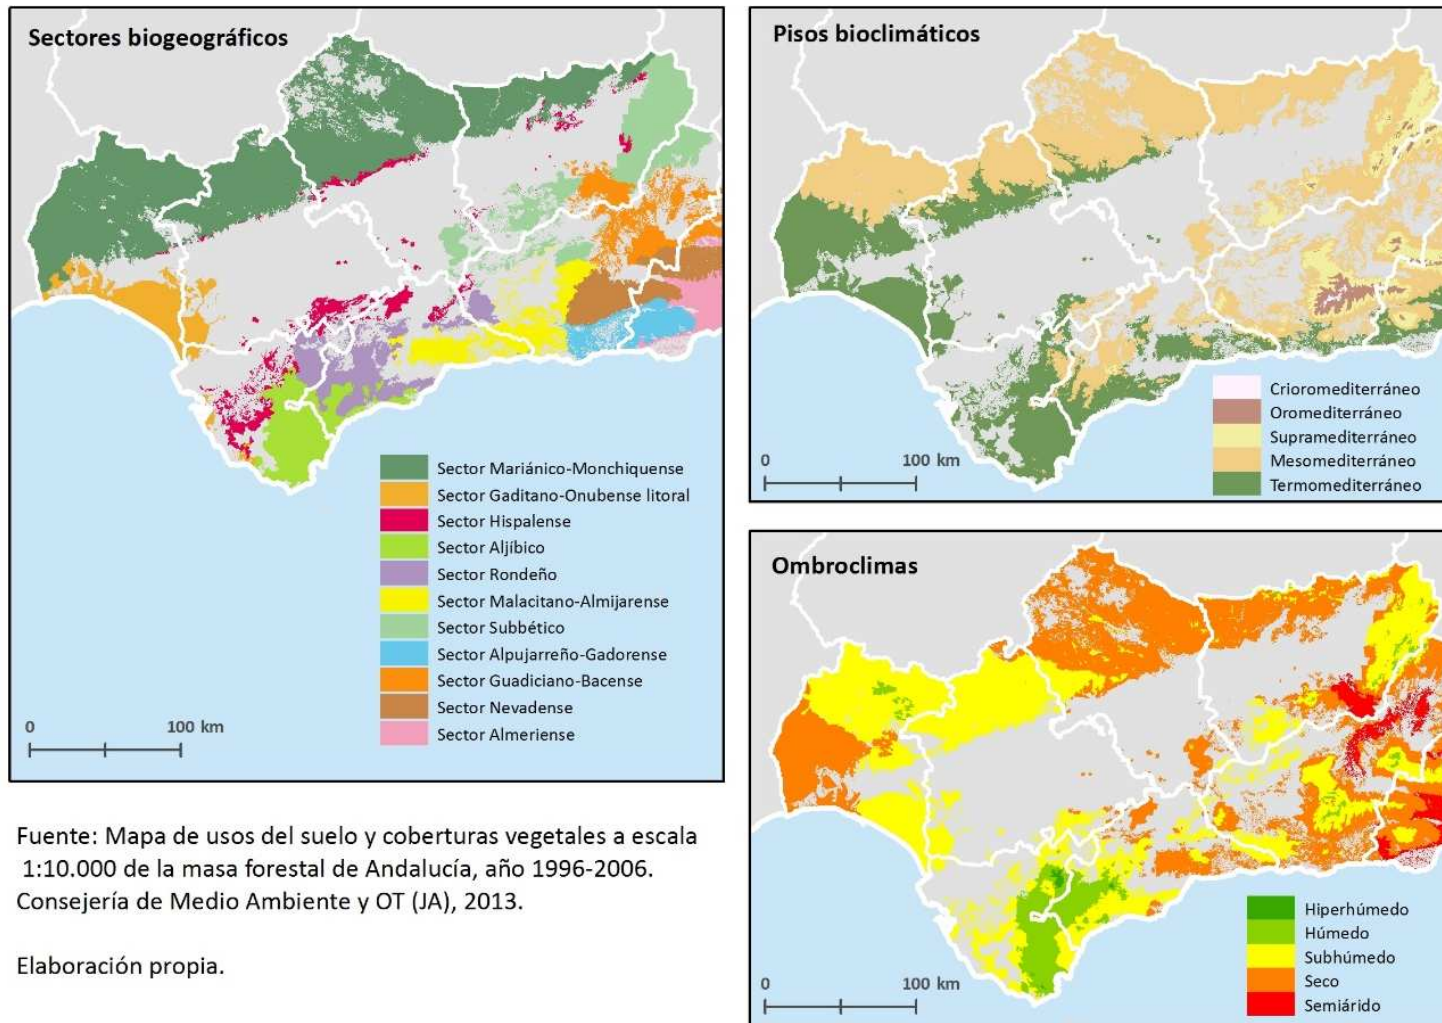 Sectores biogeográficos
Sector Mariánico-Monchiquense
Sector Gaditano-Onubense litoral
Sector Hispalense
Sector Aljíbico
Sector Rondeño
Sector Malacitano-Almijarense
Sector Subbético
Sector Alpujarreño-Gadorense
Sector Guadiciano-Bacense
Sector Nevadense
Sector Almeriense
0 100 km
Pisos bioclimáticos
Crioromediterráneo
Oromediterráneo
Supramediterráneo
Mesomediterráneo
Termomediterráneo
0 100 km
Ombroclimas
Hiperhúmedo
Húmedo
Subhúmedo
Seco
Semiárido
0 100 km
Fuente: Mapa de usos del suelo y coberturas vegetales a escala
1:10.000 de la masa forestal de Andalucía, año 1996-2006.
Consejería de Medio Ambiente y OT (JA), 2013.
Elaboración propia.